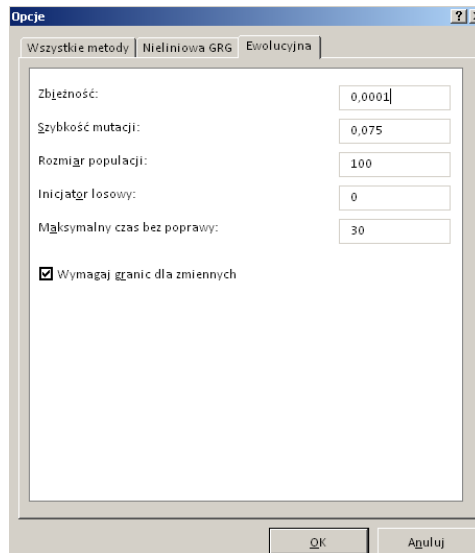 Opcje
Wszystkie metody Nieliniowa GRG Ewolucyjna
Zbieżność: 0,0001
Szybkość mutacji: 0,075
Rozmiar populacji: 100
Inicjator losowy: 0
Maksymalny czas bez poprawy: 30
Wymagaj granic dla zmiennych
OK Anuluj